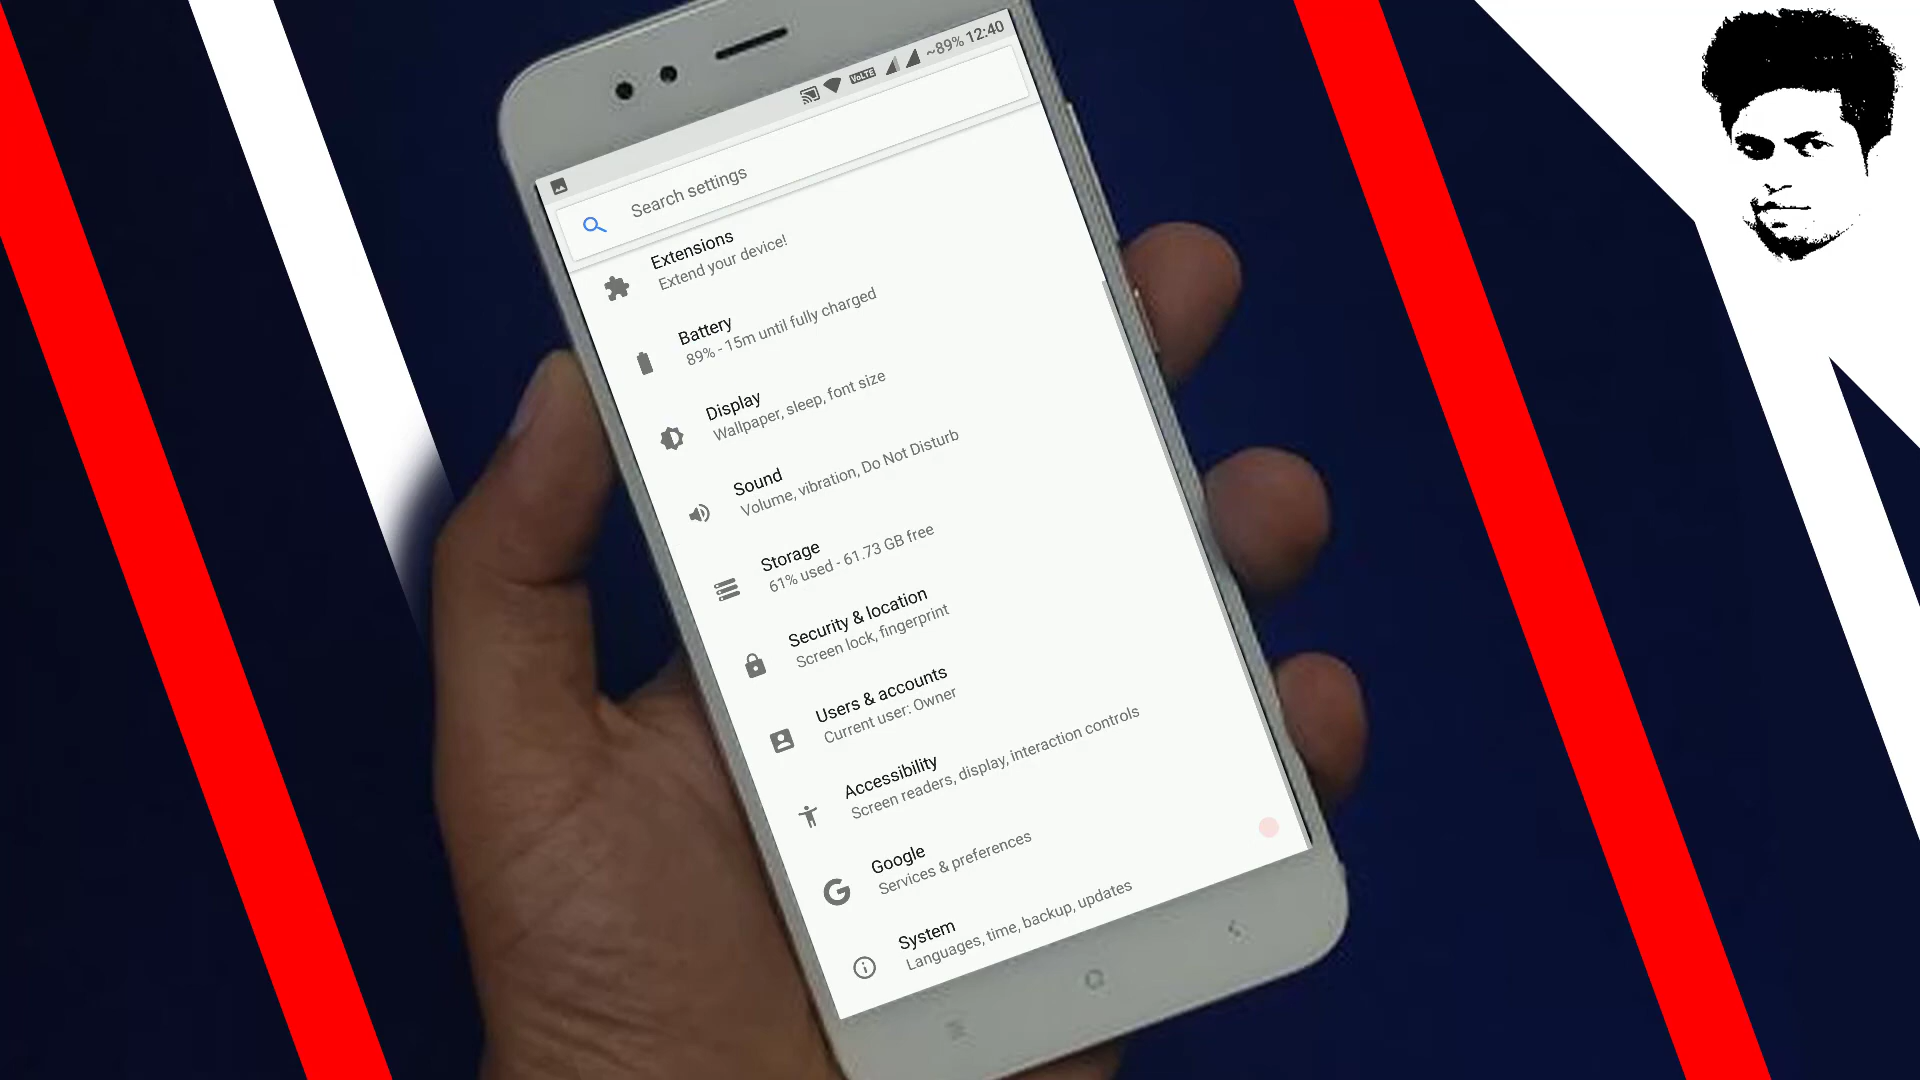 VoLTE ~89% 12:40
Search settings
Extensions
Extend your device!
Battery
89% - 15m until fully charged
Display
Wallpaper, sleep, font size
Sound
Volume, vibration, Do Not Disturb
Storage
61% used - 61.73 GB free
Security & location
Screen lock, fingerprint
Users & accounts
Current user: Owner
Accessibility
Screen readers, display, interaction controls
Google
Services & preferences
System
Languages, time, backup, updates